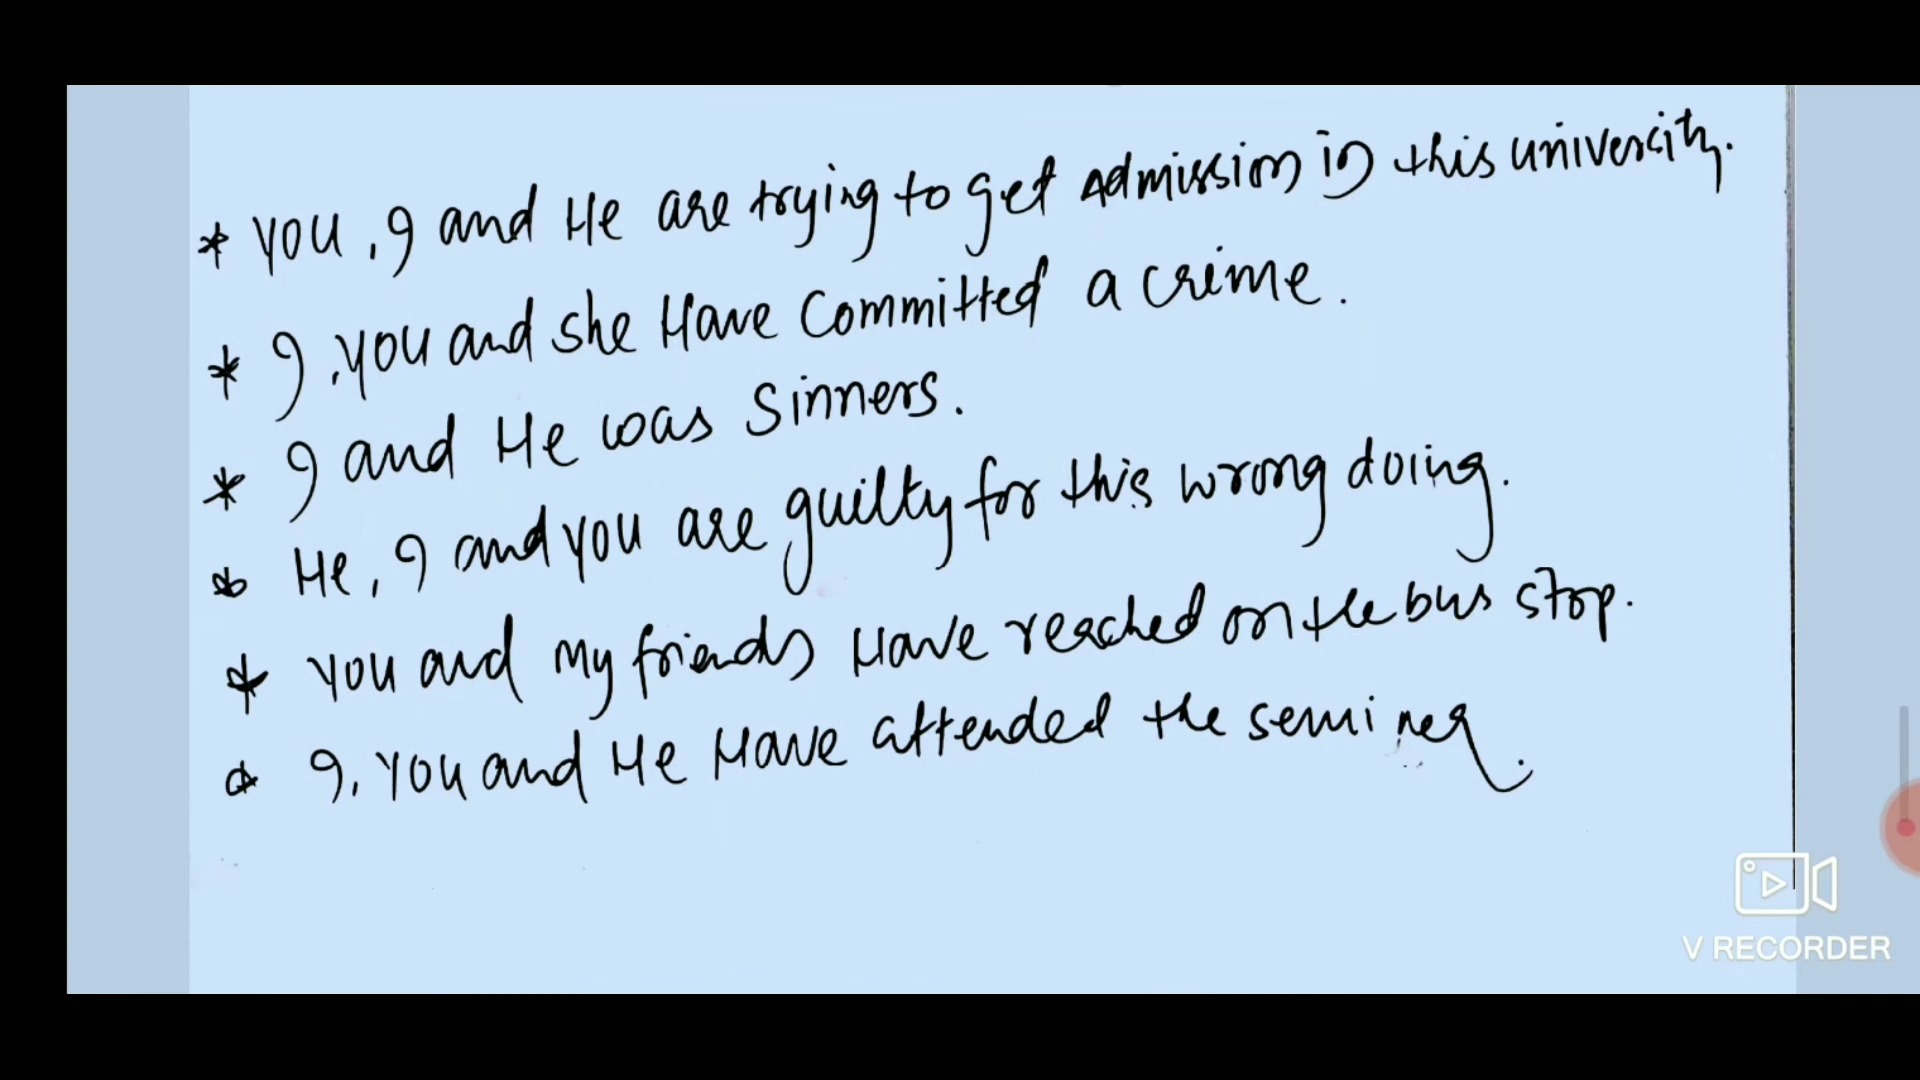 * You, I and He are trying to get Admission in this univercity.
* I, you and she Have Committed a crime.
* I and He was Sinners.
* He, I and you are guilty for this wrong doing.
* You and my friends Have reached on the bus stop.
* I, You and He Have attended the seminer.
V RECORDER